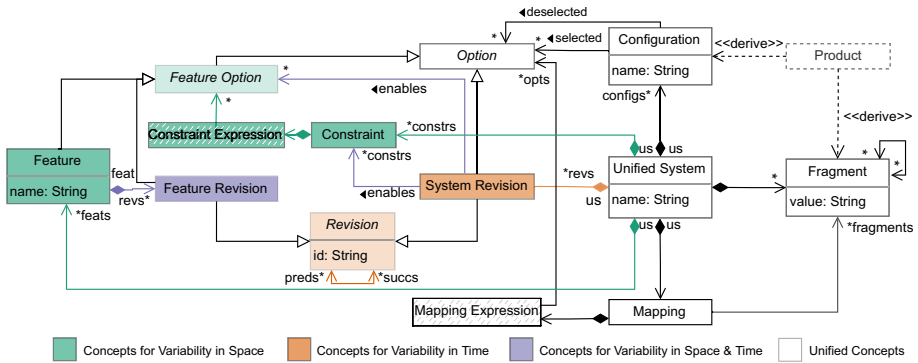 ◀deselected
*
*
◀selected
Option
*opts
Configuration
name: String
configs*
<<derive>>
Product
<<derive>>
Feature Option
*
*
◀enables
Constraint Expression
Constraint
*constrs
*constrs
◀enables
Feature
name: String
feat
revs*
*feats
Feature Revision
System Revision
*revs
us
us
us
Unified System
name: String
us
us
*
*
*
*
Fragment
value: String
*fragments
Revision
id: String
preds*
*succs
Mapping Expression
Mapping
Concepts for Variability in Space
Concepts for Variability in Time
Concepts for Variability in Space & Time
Unified Concepts